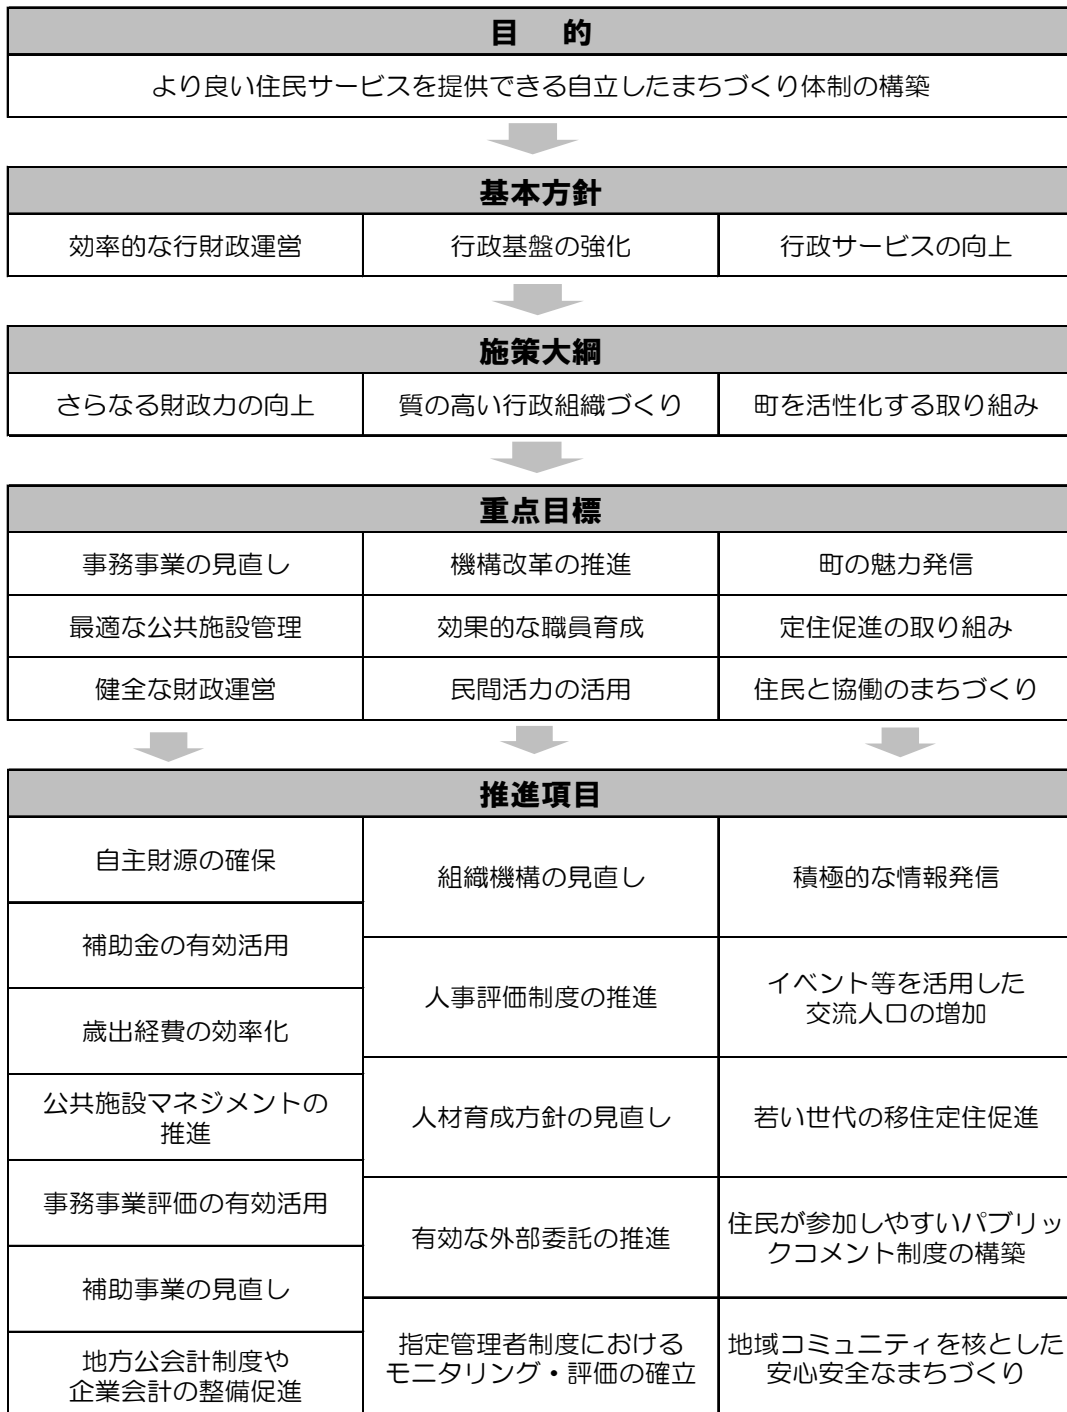 目　的
より良い住民サービスを提供できる自立したまちづくり体制の構築
基本方針
効率的な行財政運営
行政基盤の強化
行政サービスの向上
施策大綱
さらなる財政力の向上
質の高い行政組織づくり
町を活性化する取り組み
重点目標
事務事業の見直し
機構改革の推進
町の魅力発信
最適な公共施設管理
効果的な職員育成
定住促進の取り組み
健全な財政運営
民間活力の活用
住民と協働のまちづくり
推進項目
自主財源の確保
補助金の有効活用
歳出経費の効率化
公共施設マネジメントの
推進
事務事業評価の有効活用
補助事業の見直し
地方公会計制度や
企業会計の整備促進
組織機構の見直し
人事評価制度の推進
人材育成方針の見直し
有効な外部委託の推進
指定管理者制度における
モニタリング・評価の確立
積極的な情報発信
イベント等を活用した
交流人口の増加
若い世代の移住定住促進
住民が参加しやすいパブリッ
クコメント制度の構築
地域コミュニティを核とした
安心安全なまちづくり